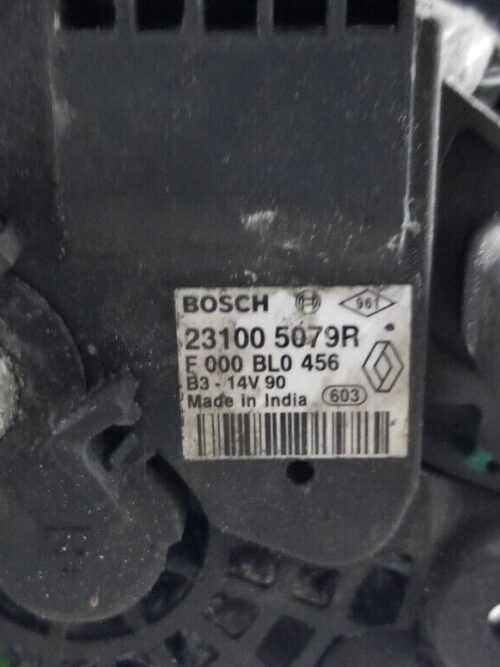 BOSCH 961
23100 5079R
F 000 BL0 456
B3 - 14V 90
Made in India 603